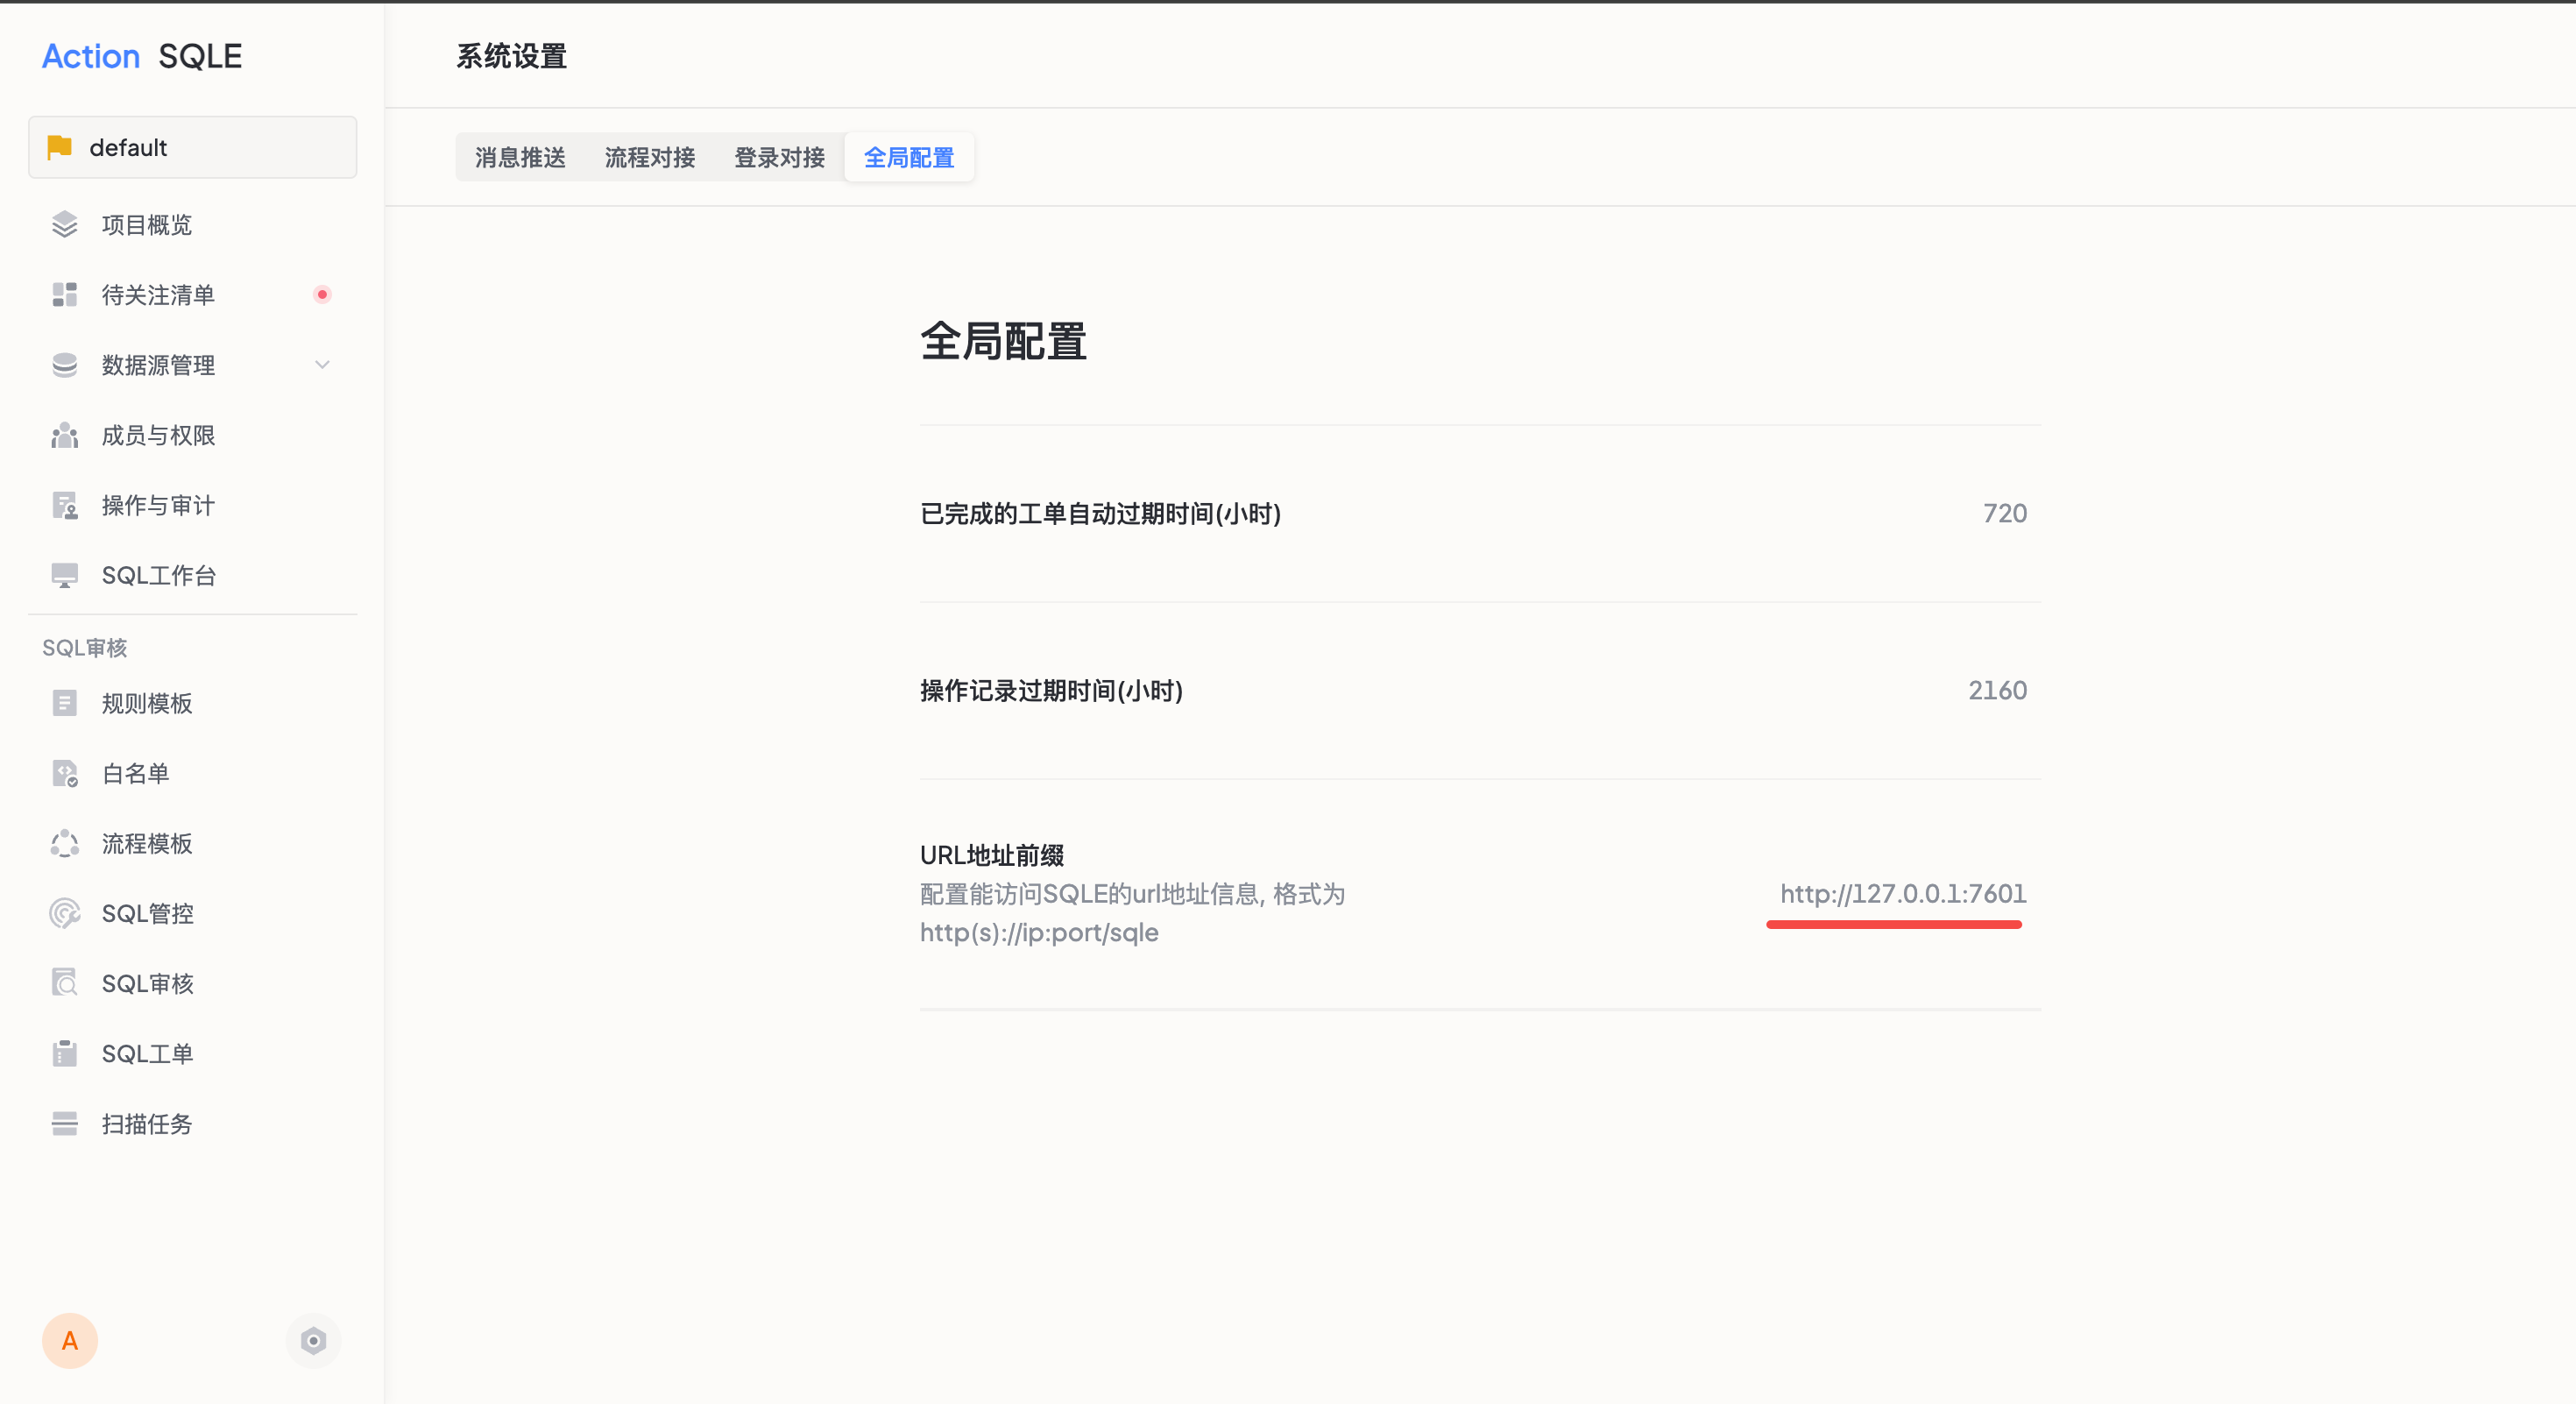 Action SQLE
default
项目概览
待关注清单
数据源管理
成员与权限
操作与审计
SQL工作台
SQL审核
规则模板
白名单
流程模板
SQL管控
SQL审核
SQL工单
扫描任务
A
系统设置
消息推送 流程对接 登录对接 全局配置
全局配置
已完成的工单自动过期时间(小时) 720
操作记录过期时间(小时) 2160
URL地址前缀
配置能访问SQLE的url地址信息, 格式为
http(s)://ip:port/sqle
http://127.0.0.1:7601